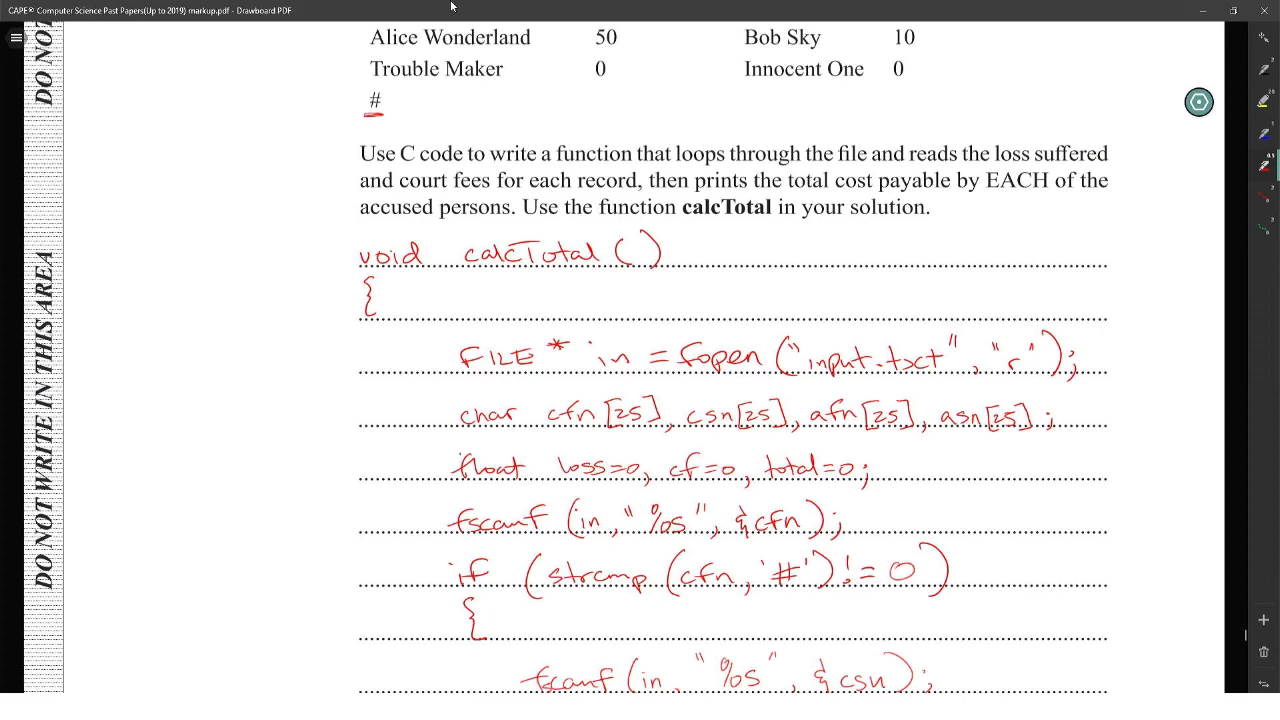 CAPE® Computer Science Past Papers(Up to 2019) markup.pdf - Drawboard PDF
DO NOT
Alice Wonderland 50 Bob Sky 10
Trouble Maker 0 Innocent One 0
#
Use C code to write a function that loops through the file and reads the loss suffered
and court fees for each record, then prints the total cost payable by EACH of the
accused persons. Use the function calcTotal in your solution.
DO NOT WRITE IN THIS AREA
void calcTotal ()
{
FILE * in = fopen ("input.txt", "r");
char cfn [25], csn[25], afn [25], asn [25];
float loss=0, cf=0, total=0;
fscanf (in, "%s", &cfn);
if (strcmp (cfn, '#') != 0)
{
fscanf (in, "%s", &csn);